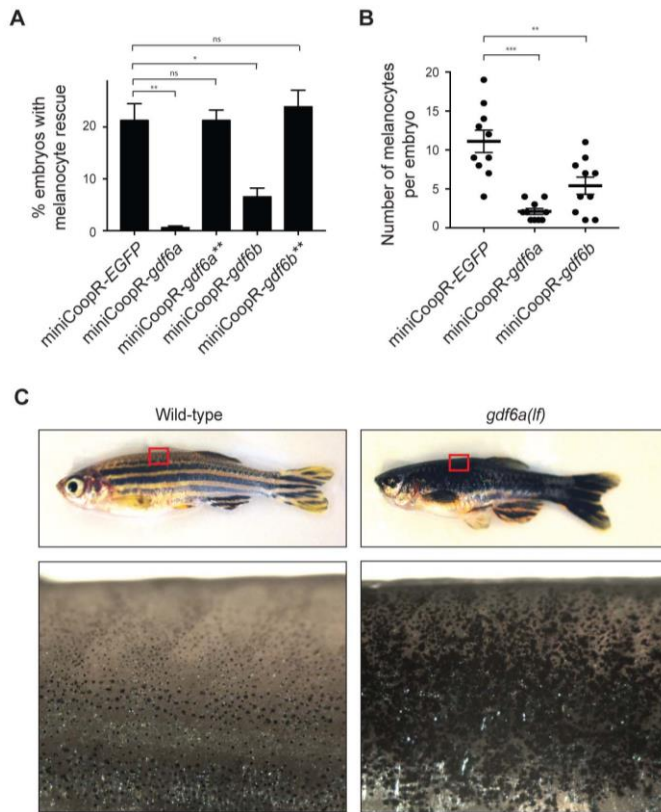 A
ns
*
ns
**
% embryos with
melanocyte rescue
20
10
0
miniCoopR-EGFP
miniCoopR-gdf6a
miniCoopR-gdf6a**
miniCoopR-gdf6b
miniCoopR-gdf6b**
B
**
***
Number of melanocytes
per embryo
20
15
10
5
0
miniCoopR-EGFP
miniCoopR-gdf6a
miniCoopR-gdf6b
C
Wild-type
gdf6a(lf)